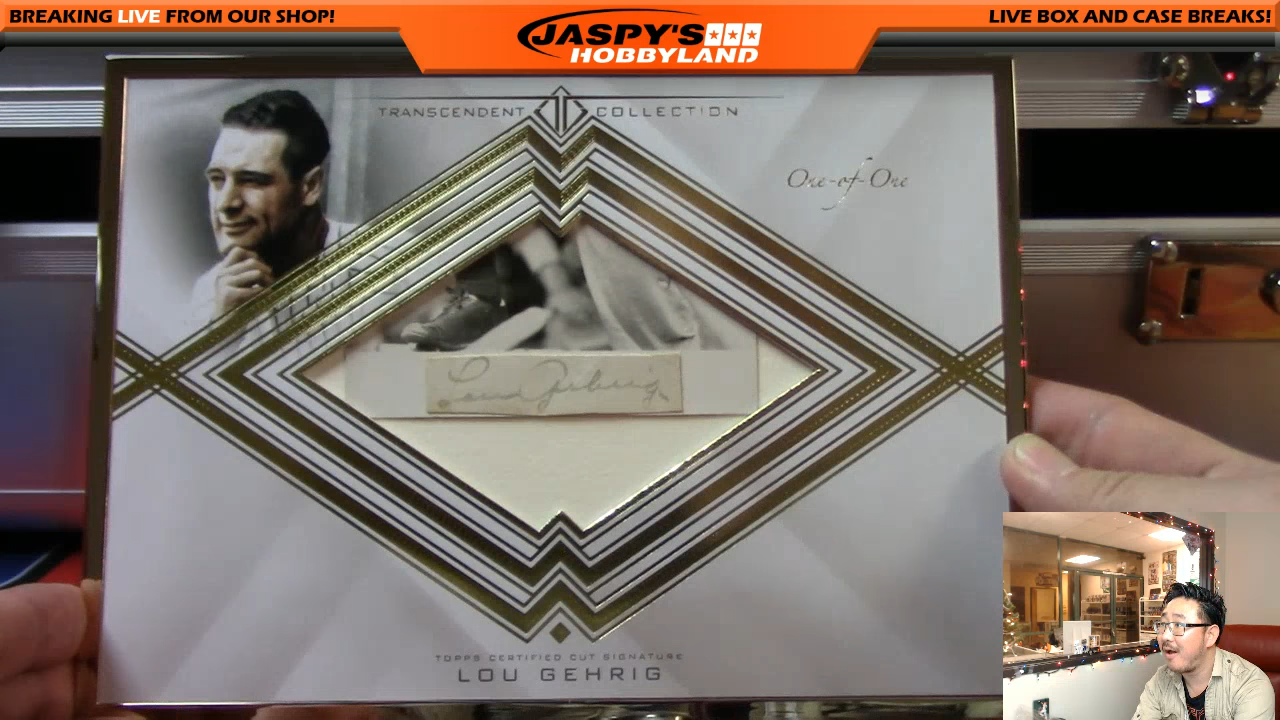 BREAKING LIVE FROM OUR SHOP!
JASPY'S
HOBBYLAND
LIVE BOX AND CASE BREAKS!
TRANSCENDENT COLLECTION
One-of-One
Lou Gehrig
TOPPS CERTIFIED CUT SIGNATURE
LOU GEHRIG